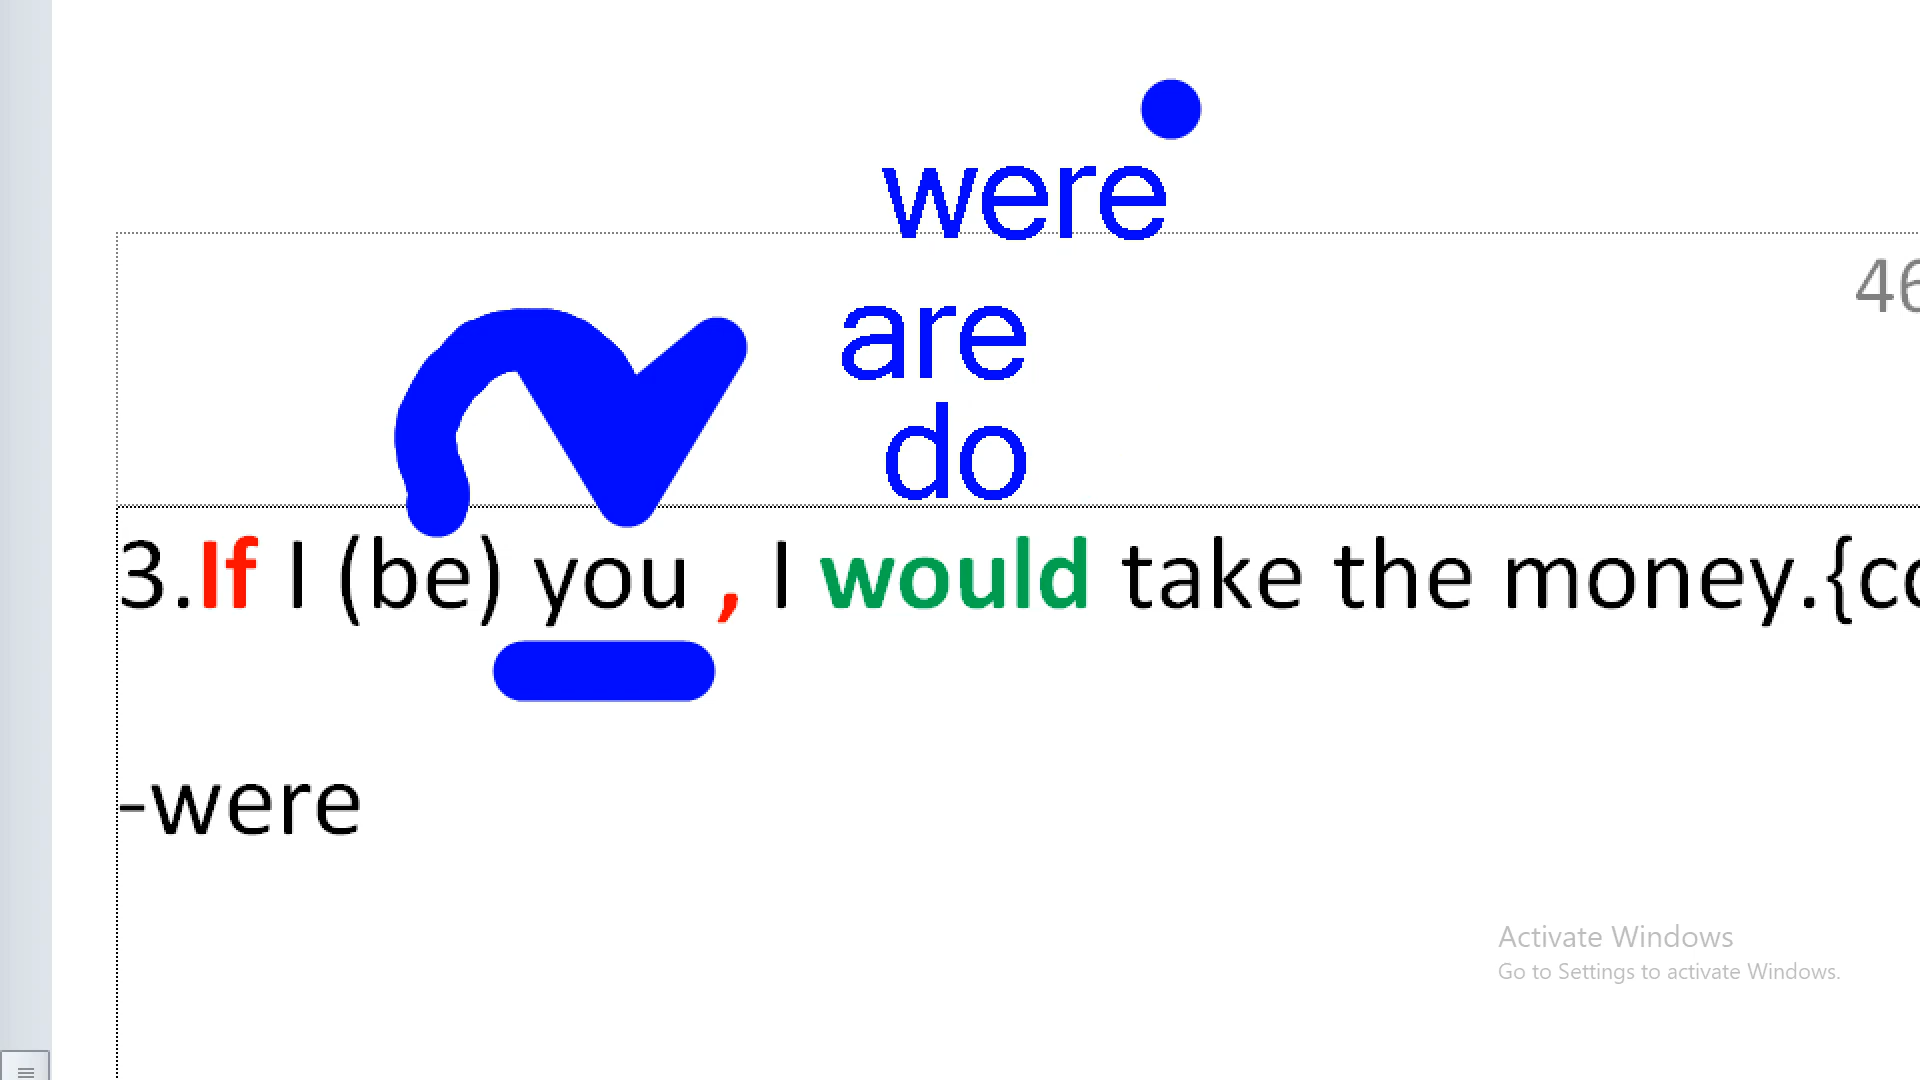 were
46
are
do
3.If I (be) you , I would take the money.{co
-were
Activate Windows
Go to Settings to activate Windows.